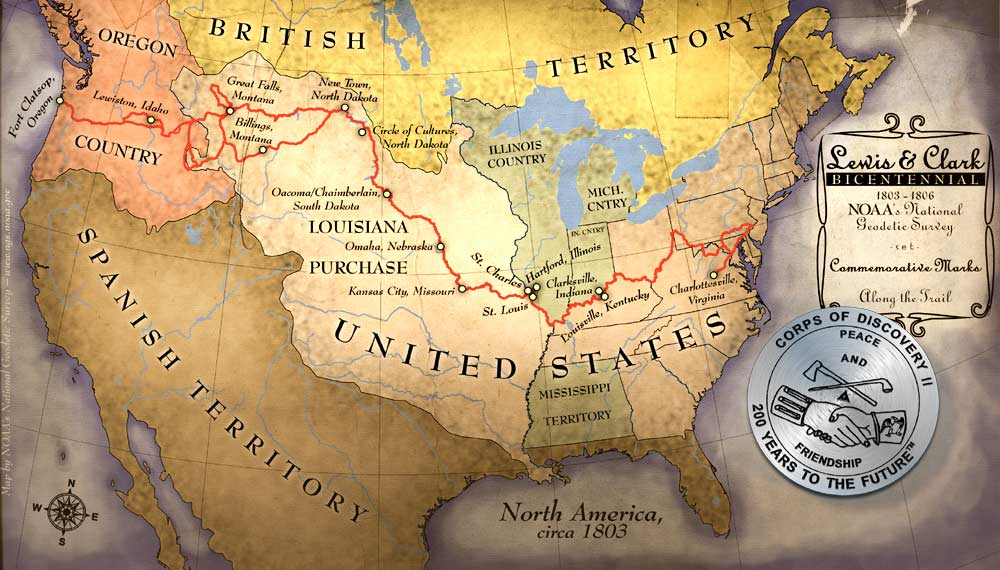 BRITISH
TERRITORY
OREGON
COUNTRY
Fort Clatsop,
Oregon
Lewiston, Idaho
Great Falls,
Montana
Billings,
Montana
New Town,
North Dakota
Circle of Cultures,
North Dakota
Oacoma/Chamberlain,
South Dakota
LOUISIANA
PURCHASE
Omaha, Nebraska
Kansas City, Missouri
St. Charles
St. Louis
Hartford, Illinois
Clarksville,
Indiana
Louisville, Kentucky
Charlottesville,
Virginia
ILLINOIS
COUNTRY
MICH.
CNTRY
IN. CNTRY
UNITED STATES
MISSISSIPPI
TERRITORY
SPANISH TERRITORY
Lewis & Clark
BICENTENNIAL
1803 - 1806
NOAA's National
Geodetic Survey
- set -
Commemorative Marks
Along the Trail
CORPS OF DISCOVERY II
PEACE
AND
FRIENDSHIP
200 YEARS TO THE FUTURE™
North America,
circa 1803
N
W
E
S
Map by NOAA's National Geodetic Survey — www.ngs.noaa.gov